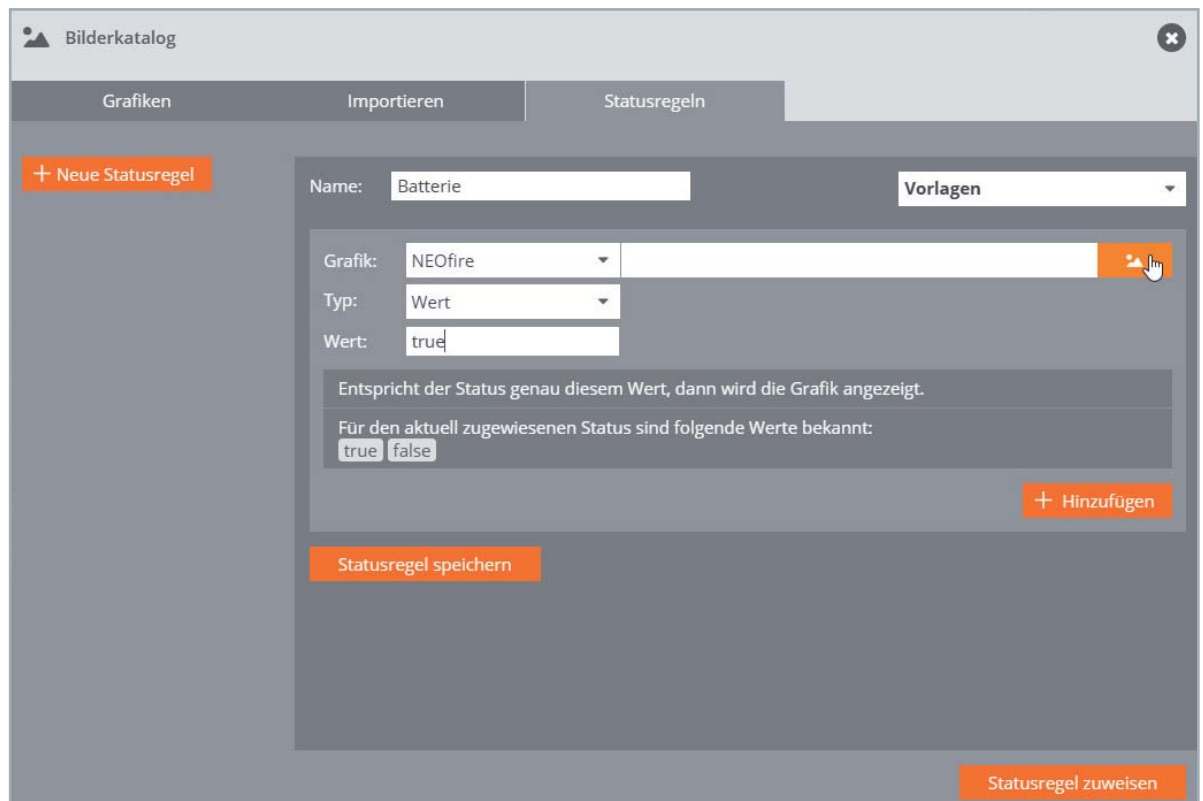 Bilderkatalog
Grafiken Importieren Statusregeln
+ Neue Statusregel
Name: Batterie Vorlagen
Grafik: NEOfire
Typ: Wert
Wert: true
Entspricht der Status genau diesem Wert, dann wird die Grafik angezeigt.
Für den aktuell zugewiesenen Status sind folgende Werte bekannt:
true false
+ Hinzufügen
Statusregel speichern
Statusregel zuweisen